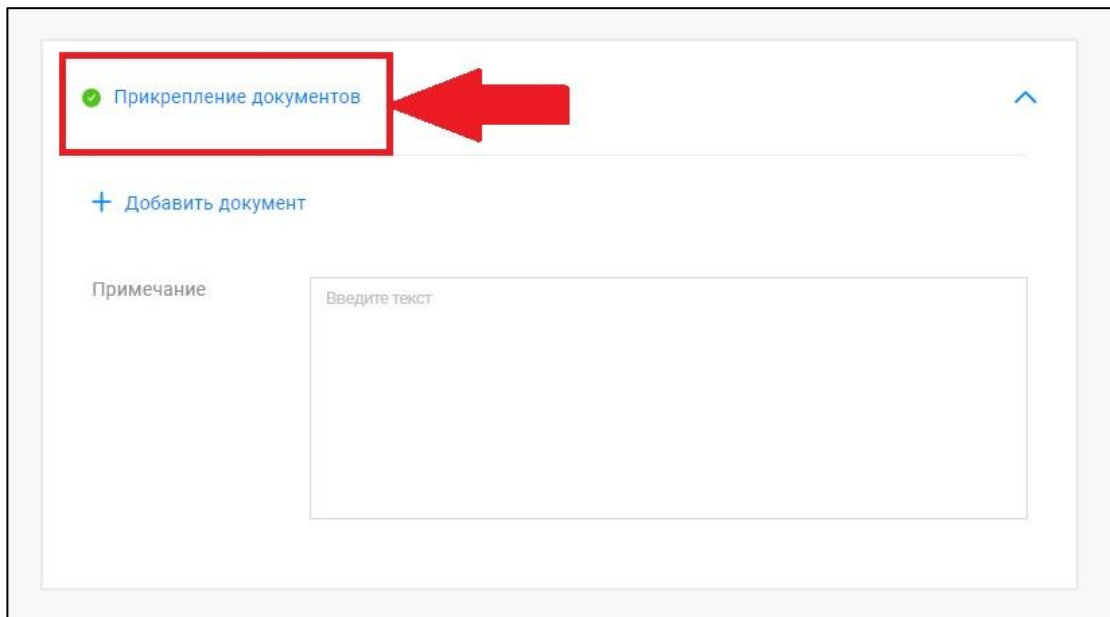 Прикрепление документов
Добавить документ
Примечание
Введите текст